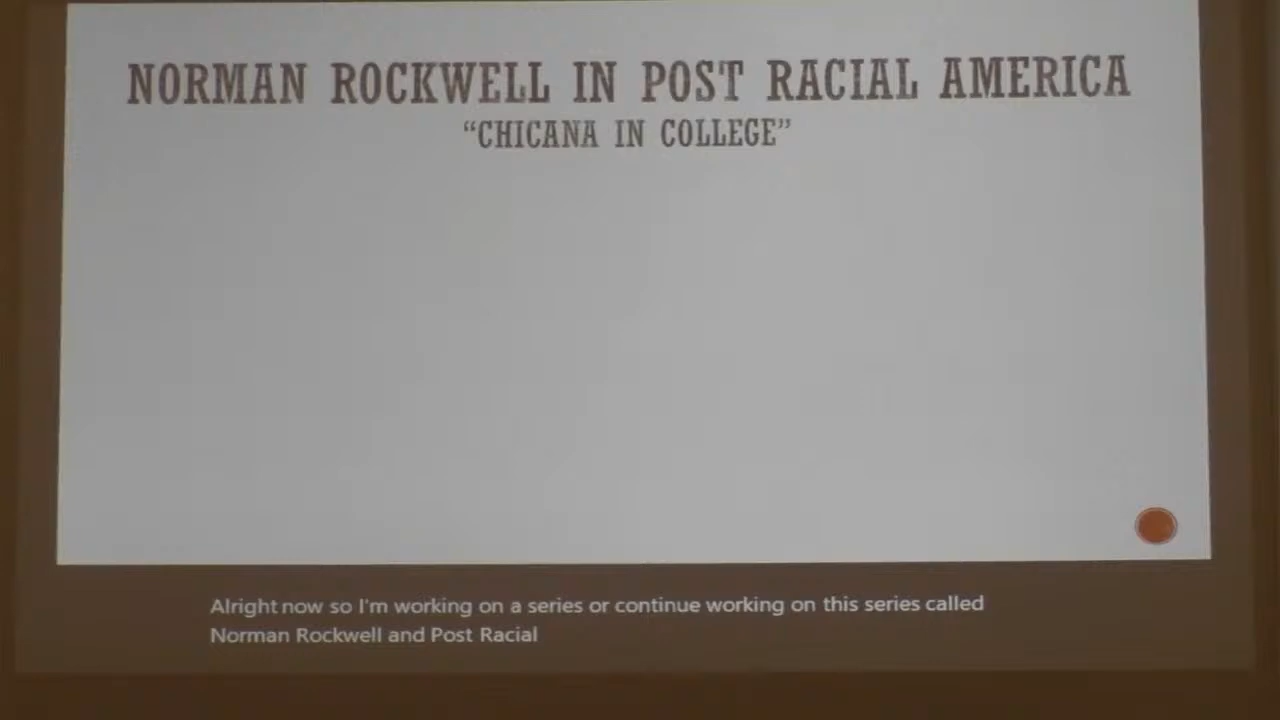 NORMAN ROCKWELL IN POST RACIAL AMERICA
“CHICANA IN COLLEGE”
Alright now so I'm working on a series or continue working on this series called
Norman Rockwell and Post Racial